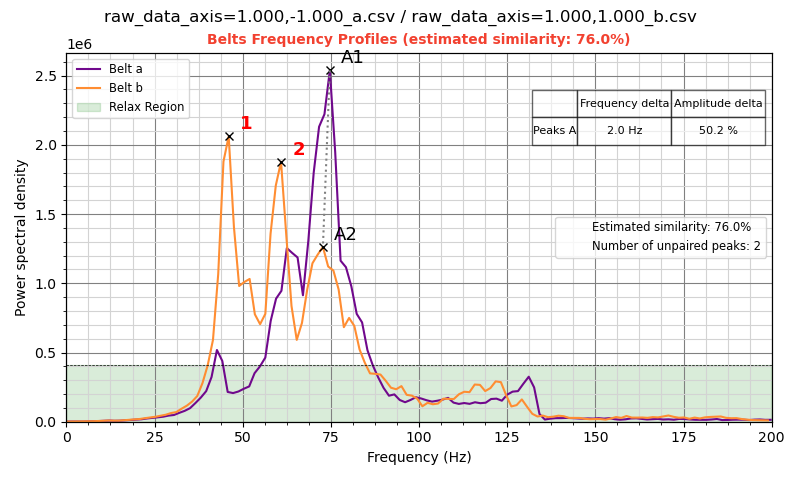 raw_data_axis=1.000,-1.000_a.csv / raw_data_axis=1.000,1.000_b.csv
Belts Frequency Profiles (estimated similarity: 76.0%)
1e6
Belt a
Belt b
Relax Region
A1
1
2
A2
Frequency delta Amplitude delta
Peaks A 2.0 Hz 50.2 %
Estimated similarity: 76.0%
Number of unpaired peaks: 2
Power spectral density
2.5
2.0
1.5
1.0
0.5
0.0
0 25 50 75 100 125 150 175 200
Frequency (Hz)